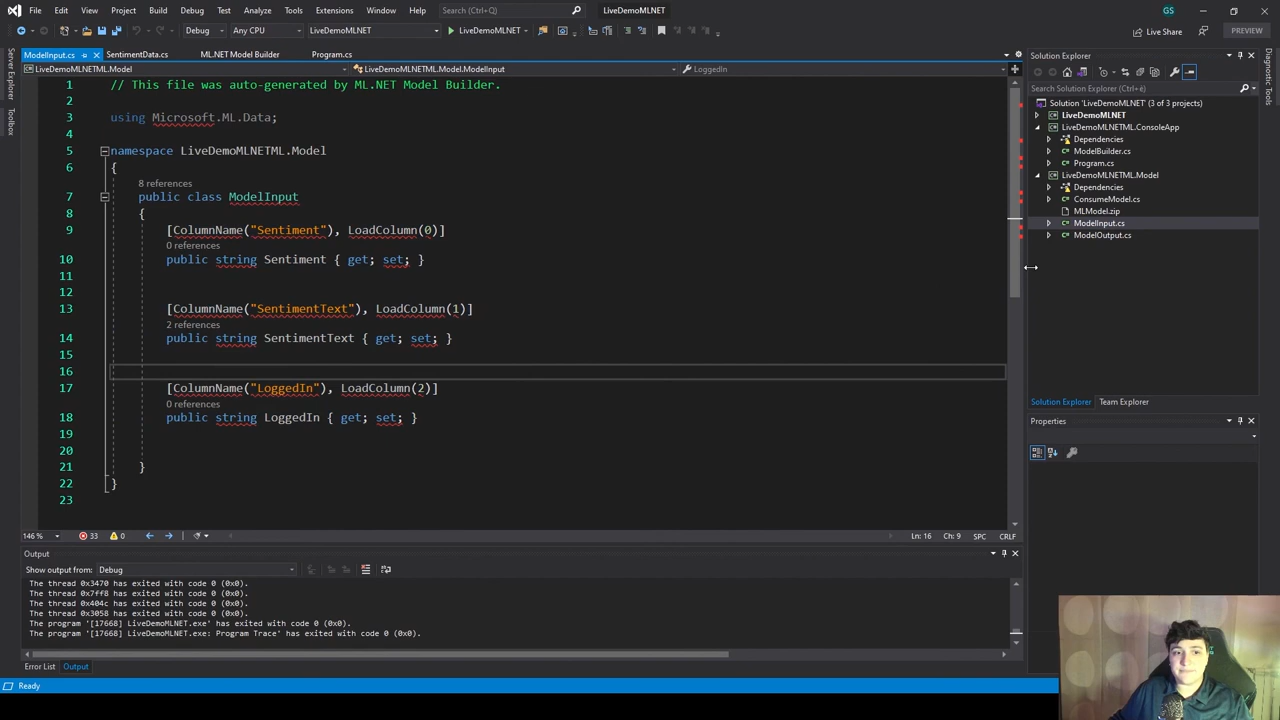 File Edit View Project Build Debug Test Analyze Tools Extensions Window Help Search (Ctrl+Q) LiveDemoMLNET GS
Debug Any CPU LiveDemoMLNET LiveDemoMLNET Live Share PREVIEW
ModelInput.cs SentimentData.cs ML.NET Model Builder Program.cs
LiveDemoMLNETML.Model LiveDemoMLNETML.Model.ModelInput LoggedIn
Server Explorer
Toolbox
1 // This file was auto-generated by ML.NET Model Builder.
2
3 using Microsoft.ML.Data;
4
5 namespace LiveDemoMLNETML.Model
6 {
8 references
7 public class ModelInput
8 {
9 [ColumnName("Sentiment"), LoadColumn(0)]
0 references
10 public string Sentiment { get; set; }
11
12
13 [ColumnName("SentimentText"), LoadColumn(1)]
2 references
14 public string SentimentText { get; set; }
15
16
17 [ColumnName("LoggedIn"), LoadColumn(2)]
0 references
18 public string LoggedIn { get; set; }
19
20
21 }
22 }
23
146 % 33 0 Ln: 16 Ch: 9 SPC CRLF
Output
Show output from: Debug
The thread 0x3470 has exited with code 0 (0x0).
The thread 0x7ff8 has exited with code 0 (0x0).
The thread 0x404c has exited with code 0 (0x0).
The thread 0x3058 has exited with code 0 (0x0).
The program '[17668] LiveDemoMLNET.exe' has exited with code 0 (0x0).
The program '[17668] LiveDemoMLNET.exe: Program Trace' has exited with code 0 (0x0).
Error List Output
Ready
Solution Explorer
Search Solution Explorer (Ctrl+è)
Solution 'LiveDemoMLNET' (3 of 3 projects)
LiveDemoMLNET
LiveDemoMLNETML.ConsoleApp
Dependencies
ModelBuilder.cs
Program.cs
LiveDemoMLNETML.Model
Dependencies
ConsumeModel.cs
MLModel.zip
ModelInput.cs
ModelOutput.cs
Solution Explorer Team Explorer
Properties
Diagnostic Tools